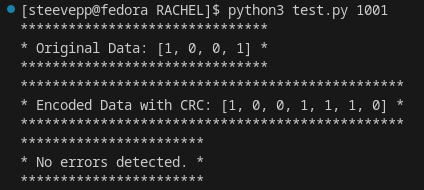 [steevepp@fedora RACHEL]$ python3 test.py 1001
*******************************
* Original Data: [1, 0, 0, 1] *
*******************************
************************************************
* Encoded Data with CRC: [1, 0, 0, 1, 1, 1, 0] *
************************************************
***********************
* No errors detected. *
***********************